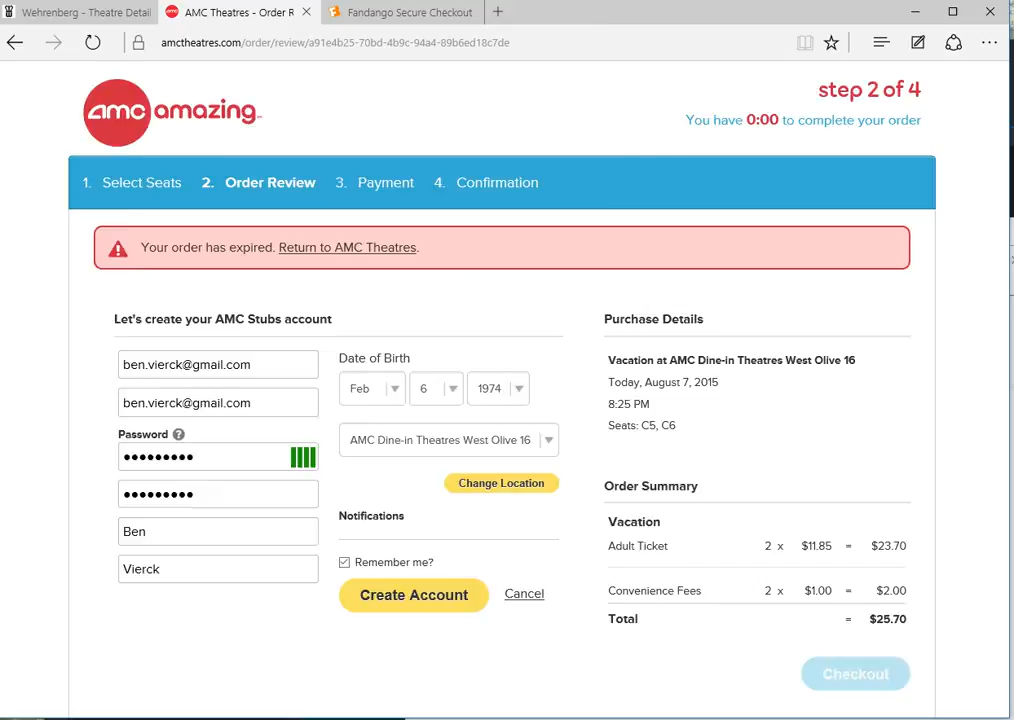 Wehrenberg - Theatre Detail
AMC Theatres - Order R
Fandango Secure Checkout
amctheatres.com/order/review/a91e4b25-70bd-4b9c-94a4-89b6ed18c7de
amc amazing
step 2 of 4
You have 0:00 to complete your order
1. Select Seats 2. Order Review 3. Payment 4. Confirmation
Your order has expired. Return to AMC Theatres.
Let's create your AMC Stubs account
ben.vierck@gmail.com
ben.vierck@gmail.com
Password ?
•••••••••
•••••••••
Ben
Vierck
Date of Birth
Feb 6 1974
AMC Dine-in Theatres West Olive 16
Change Location
Notifications
Remember me?
Create Account Cancel
Purchase Details
Vacation at AMC Dine-in Theatres West Olive 16
Today, August 7, 2015
8:25 PM
Seats: C5, C6
Order Summary
Vacation
Adult Ticket 2 x $11.85 = $23.70
Convenience Fees 2 x $1.00 = $2.00
Total = $25.70
Checkout